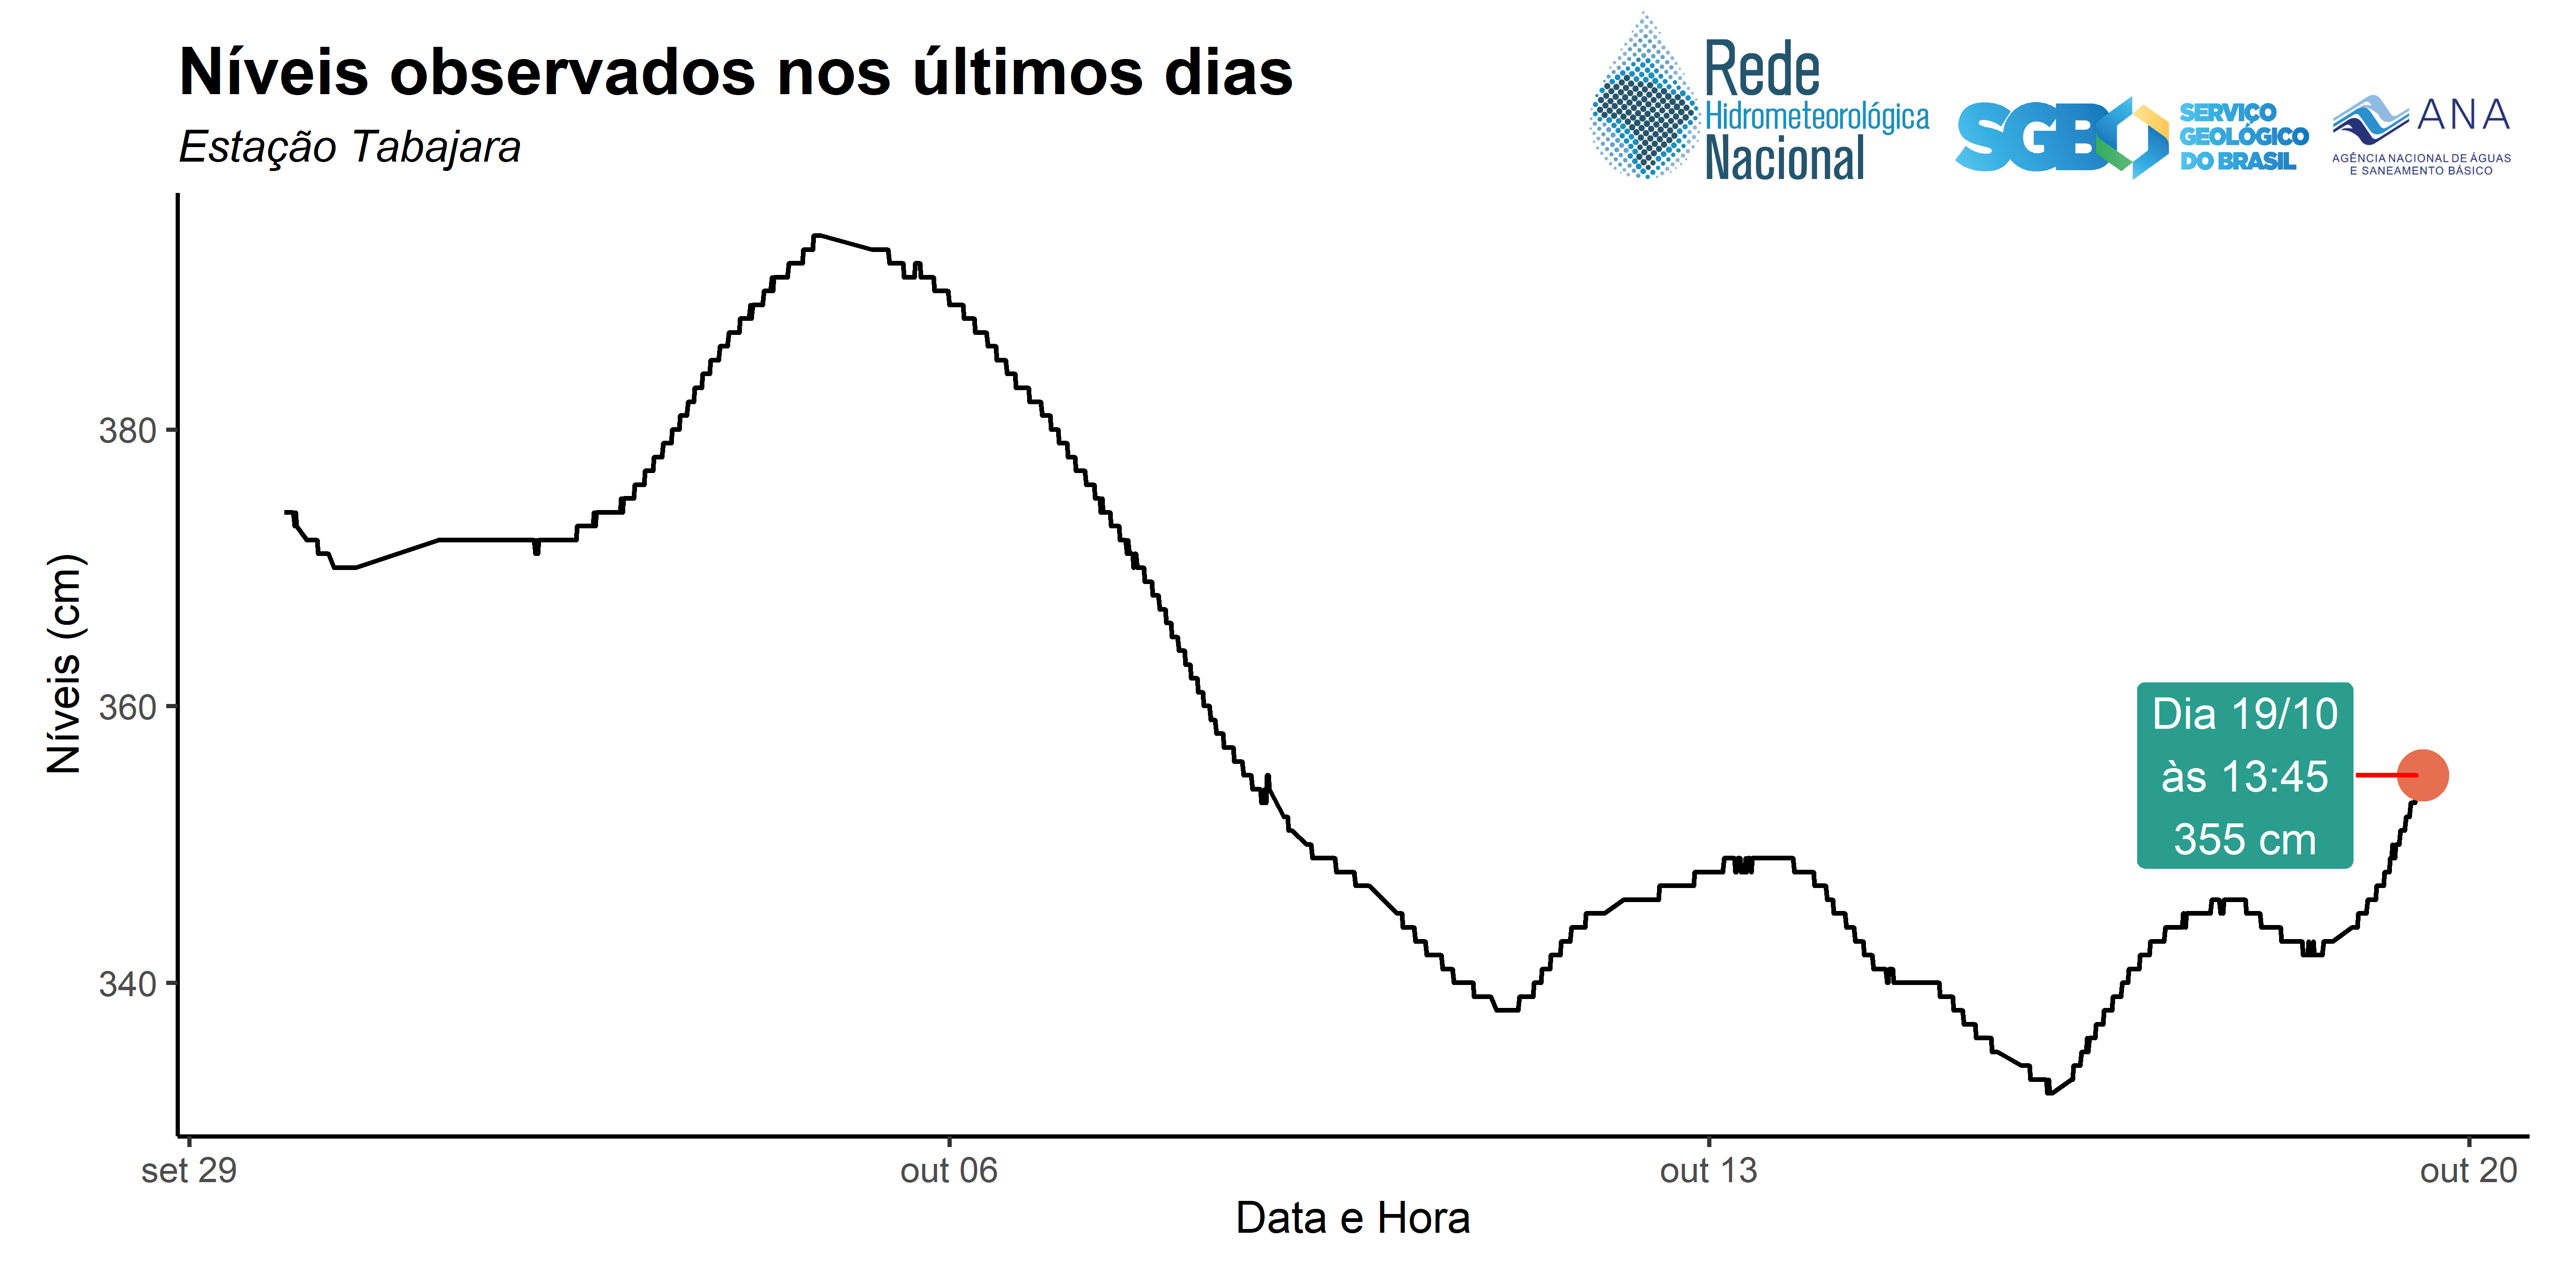 Níveis observados nos últimos dias
Estação Tabajara
Rede
Hidrometeorológica
Nacional
SGB
SERVIÇO
GEOLÓGICO
DO BRASIL
ANA
AGÊNCIA NACIONAL DE ÁGUAS
E SANEAMENTO BÁSICO
Níveis (cm)
380
360
340
Dia 19/10
às 13:45
355 cm
set 29
out 06
out 13
out 20
Data e Hora